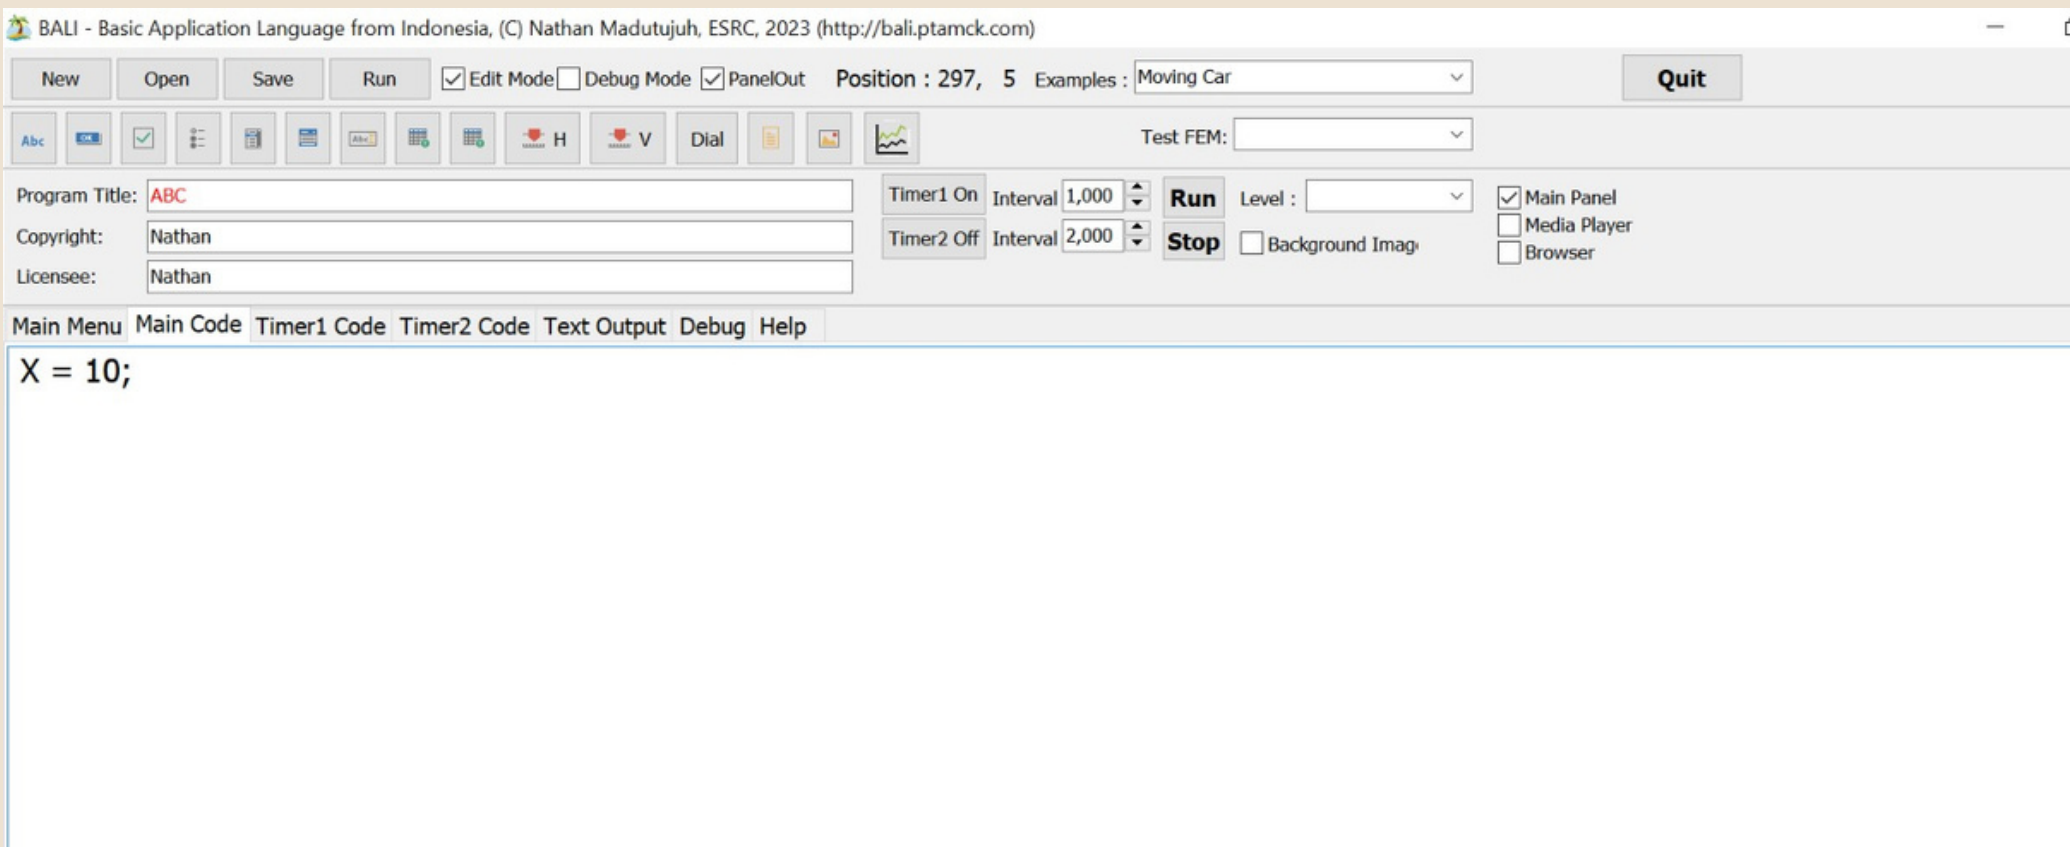 BALI - Basic Application Language from Indonesia, (C) Nathan Madutujuh, ESRC, 2023 (http://bali.ptamck.com)
New Open Save Run Edit Mode Debug Mode PanelOut Position : 297, 5 Examples : Moving Car Quit
Abc OK Abc H V Dial Test FEM:
Program Title: ABC Timer1 On Interval 1,000 Run Level : Main Panel
Media Player
Copyright: Nathan Timer2 Off Interval 2,000 Stop Background Imag
Browser
Licensee: Nathan
Main Menu Main Code Timer1 Code Timer2 Code Text Output Debug Help
X = 10;